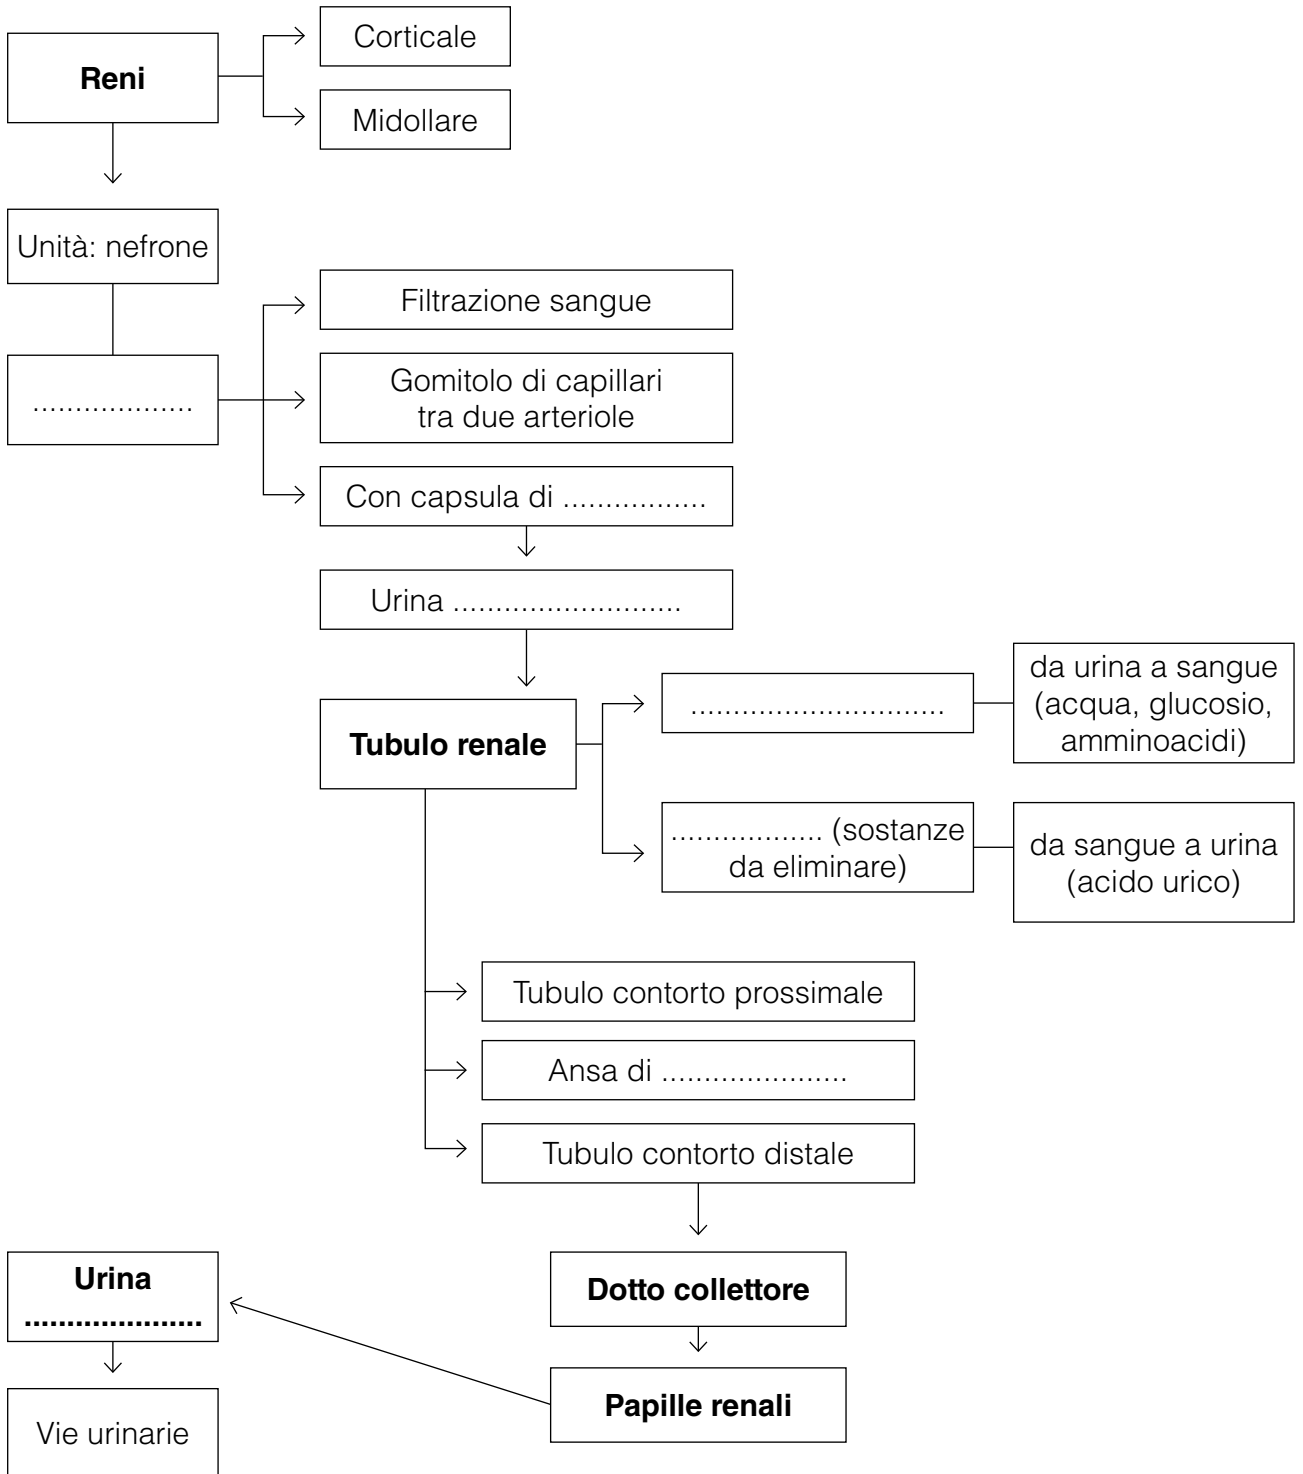 Corticale
Reni
Midollare
Unità: nefrone
Filtrazione sangue
Gomitolo di capillari
tra due arteriole
...................
Con capsula di .................
Urina ...........................
da urina a sangue
(acqua, glucosio,
amminoacidi)
..............................
Tubulo renale
.................. (sostanze
da eliminare)
da sangue a urina
(acido urico)
Tubulo contorto prossimale
Ansa di ......................
Tubulo contorto distale
Urina
.....................
Dotto collettore
Papille renali
Vie urinarie